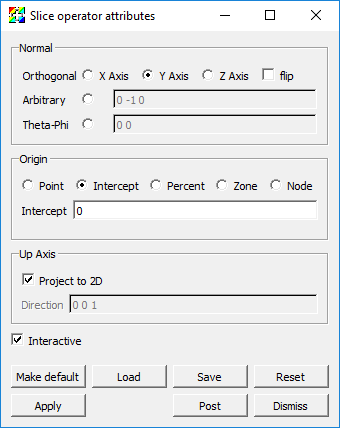 Slice operator attributes
Normal
Orthogonal X Axis Y Axis Z Axis flip
Arbitrary 0 -1 0
Theta-Phi 0 0
Origin
Point Intercept Percent Zone Node
Intercept 0
Up Axis
Project to 2D
Direction 0 0 1
Interactive
Make default Load Save Reset
Apply Post Dismiss